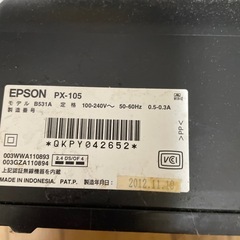 EPSON PX-105
モデル B531A 定格 100-240V～ 50-60Hz 0.5-0.3A
製造番号
*QKPY042652*
003WWA110893
003GZA110894
2.4 DS/OF 4
上記認証無線機器を内蔵
VCCI
MADE IN INDONESIA. PAT.P. 製造年月日 2012.11.10
>PP<